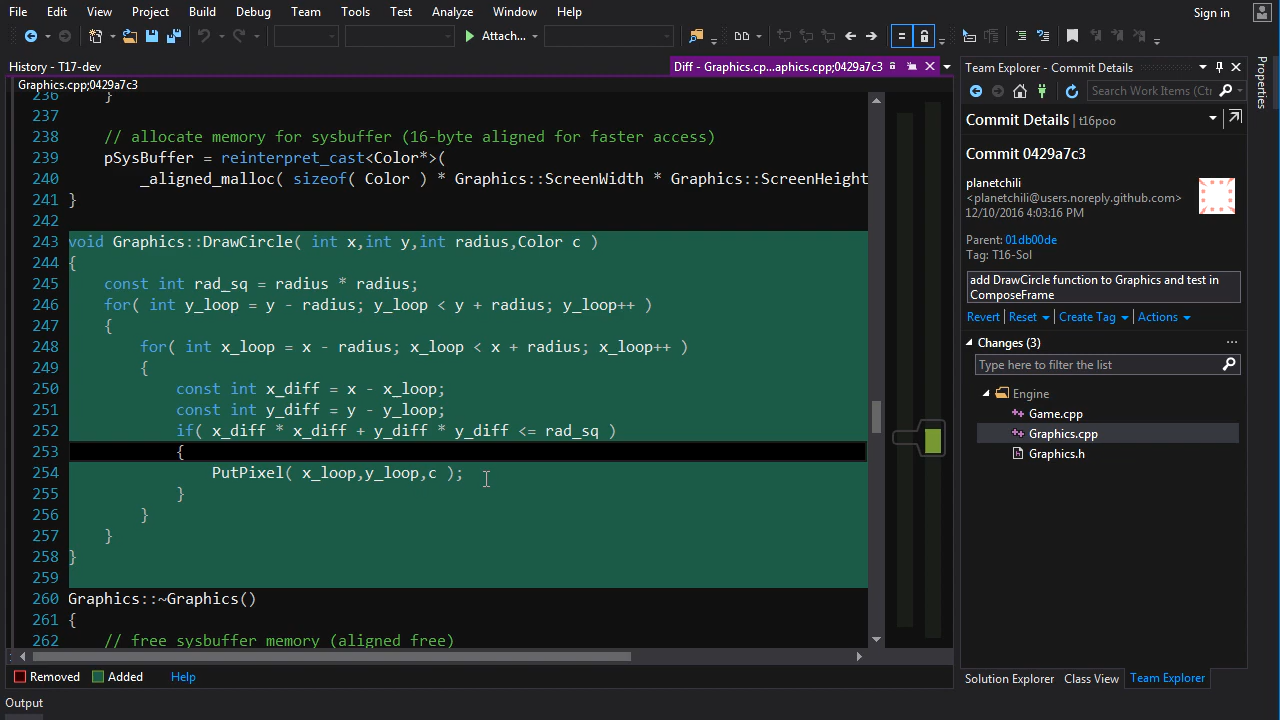 File Edit View Project Build Debug Team Tools Test Analyze Window Help
Sign in
Attach...
History - T17-dev
Diff - Graphics.cp...aphics.cpp;0429a7c3
Graphics.cpp;0429a7c3
236 }
237
238 // allocate memory for sysbuffer (16-byte aligned for faster access)
239 pSysBuffer = reinterpret_cast<Color*>(
240 _aligned_malloc( sizeof( Color ) * Graphics::ScreenWidth * Graphics::ScreenHeight
241 }
242
243 void Graphics::DrawCircle( int x,int y,int radius,Color c )
244 {
245 const int rad_sq = radius * radius;
246 for( int y_loop = y - radius; y_loop < y + radius; y_loop++ )
247 {
248 for( int x_loop = x - radius; x_loop < x + radius; x_loop++ )
249 {
250 const int x_diff = x - x_loop;
251 const int y_diff = y - y_loop;
252 if( x_diff * x_diff + y_diff * y_diff <= rad_sq )
253 {
254 PutPixel( x_loop,y_loop,c );
255 }
256 }
257 }
258 }
259
260 Graphics::~Graphics()
261 {
262 // free sysbuffer memory (aligned free)
Removed Added Help
Output
Team Explorer - Commit Details
Search Work Items (Ctr
Commit Details | t16poo
Commit 0429a7c3
planetchili
<planetchili@users.noreply.github.com>
12/10/2016 4:03:16 PM
Parent: 01db00de
Tag: T16-Sol
add DrawCircle function to Graphics and test in
ComposeFrame
Revert | Reset | Create Tag | Actions
Changes (3)
Type here to filter the list
Engine
Game.cpp
Graphics.cpp
Graphics.h
Solution Explorer Class View Team Explorer
Properties